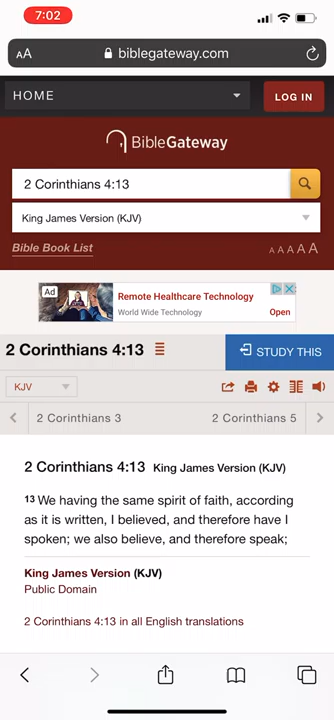 7:02
AA biblegateway.com
HOME
LOG IN
BibleGateway
2 Corinthians 4:13
King James Version (KJV)
Bible Book List
A A A A A
Ad
Remote Healthcare Technology
World Wide Technology
Open
2 Corinthians 4:13
STUDY THIS
KJV
2 Corinthians 3
2 Corinthians 5
2 Corinthians 4:13 King James Version (KJV)
13 We having the same spirit of faith, according
as it is written, I believed, and therefore have I
spoken; we also believe, and therefore speak;
King James Version (KJV)
Public Domain
2 Corinthians 4:13 in all English translations